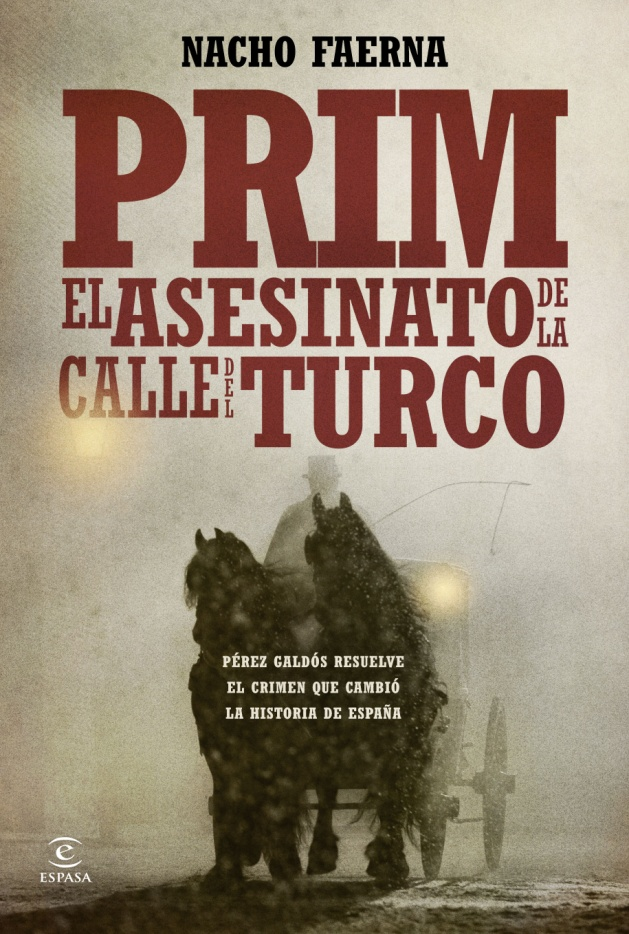 NACHO FAERNA
PRIM
EL ASESINATO DE LA
CALLE DEL TURCO
PÉREZ GALDÓS RESUELVE
EL CRIMEN QUE CAMBIÓ
LA HISTORIA DE ESPAÑA
e
ESPASA